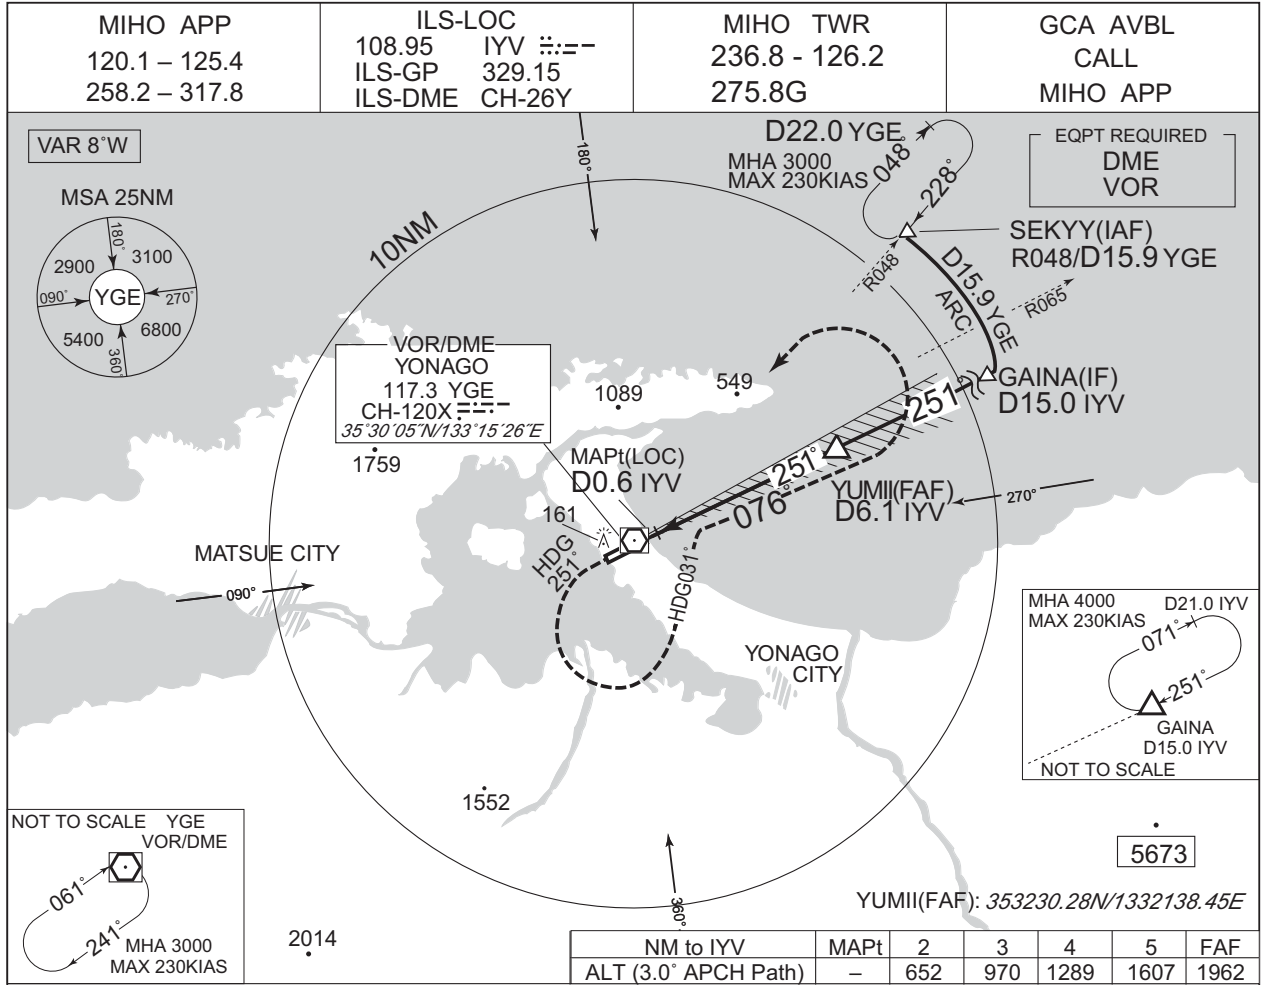 MIHO APP
120.1 – 125.4
258.2 – 317.8
ILS-LOC
108.95 IYV
ILS-GP 329.15
ILS-DME CH-26Y
MIHO TWR
236.8 - 126.2
275.8G
GCA AVBL
CALL
MIHO APP
VAR 8˚W
MSA 25NM
180˚
2900
3100
090˚
YGE
270˚
5400
6800
360˚
180˚
10NM
D22.0 YGE
MHA 3000
MAX 230KIAS
048˚
228˚
EQPT REQUIRED
DME
VOR
SEKYY(IAF)
R048/D15.9 YGE
R048
D15.9 YGE
ARC
R065
VOR/DME
YONAGO
117.3 YGE
CH-120X
35˚30´05˝N/133˚15´26˝E
1089
549
251˚
GAINA(IF)
D15.0 IYV
1759
MAPt(LOC)
D0.6 IYV
251˚
076˚
YUMII(FAF)
D6.1 IYV
270˚
161
HDG
251˚
HDG031˚
MATSUE CITY
090˚
YONAGO
CITY
MHA 4000
MAX 230KIAS
D21.0 IYV
071˚
251˚
GAINA
D15.0 IYV
NOT TO SCALE
1552
5673
NOT TO SCALE
YGE
VOR/DME
061˚
241˚
MHA 3000
MAX 230KIAS
2014
360˚
YUMII(FAF): 353230.28N/1332138.45E
NM to IYV MAPt 2 3 4 5 FAF
ALT (3.0˚ APCH Path) – 652 970 1289 1607 1962